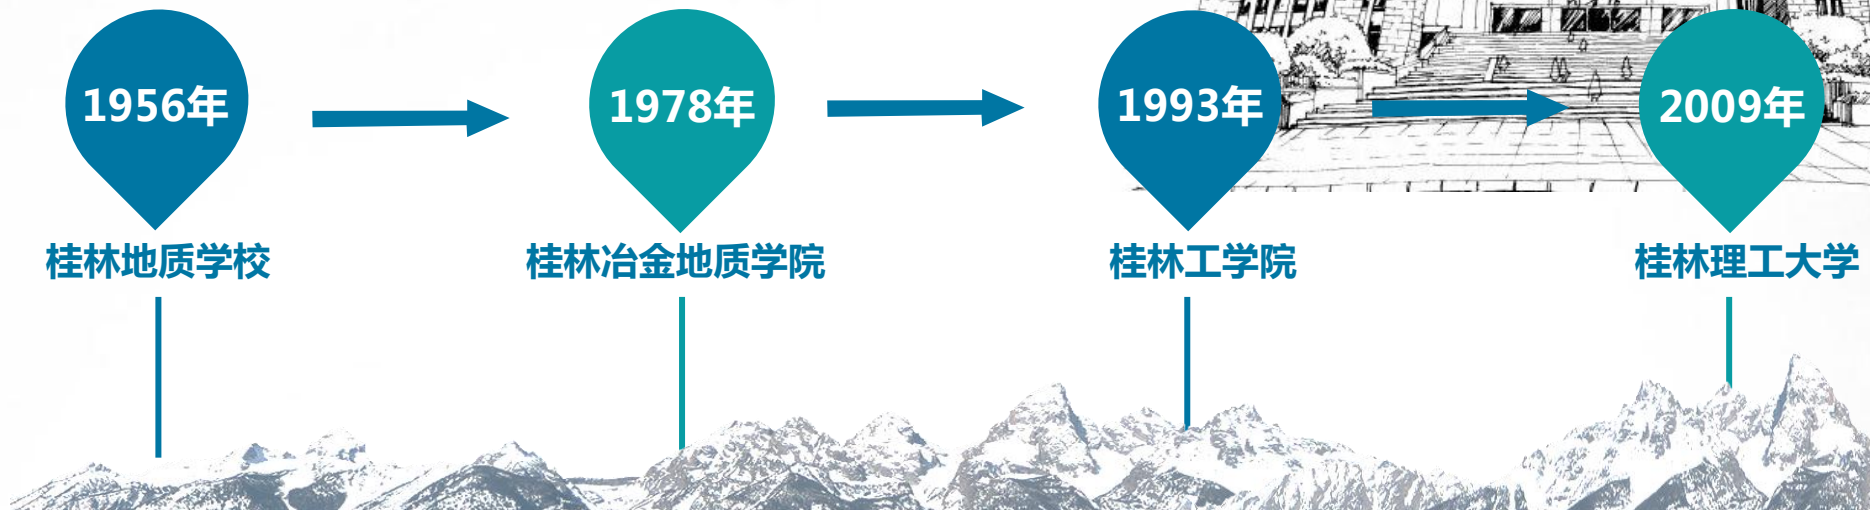 1956年
1978年
1993年
2009年
桂林地质学校
桂林冶金地质学院
桂林工学院
桂林理工大学